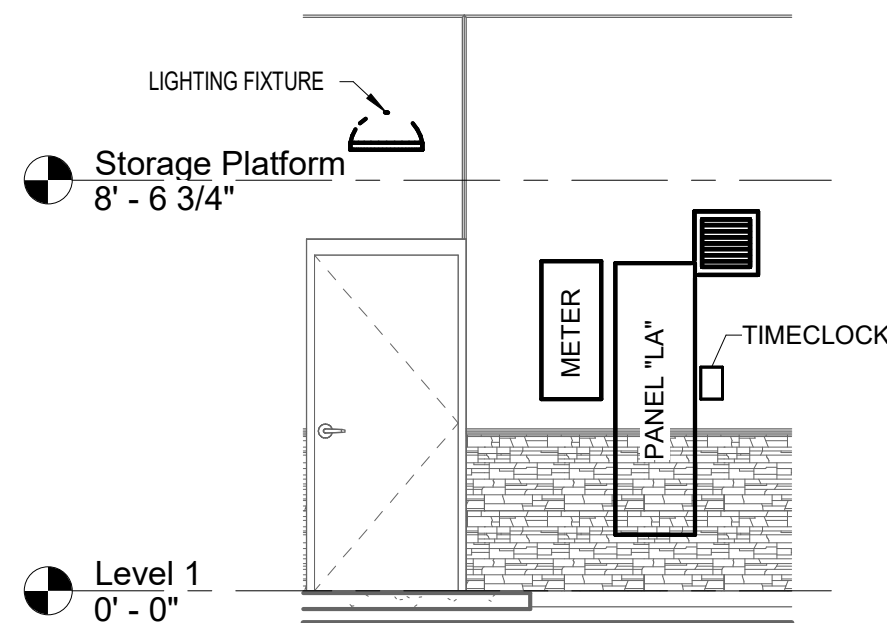 LIGHTING FIXTURE
Storage Platform
8' - 6 3/4"
METER
PANEL "LA"
TIMECLOCK
Level 1
0' - 0"